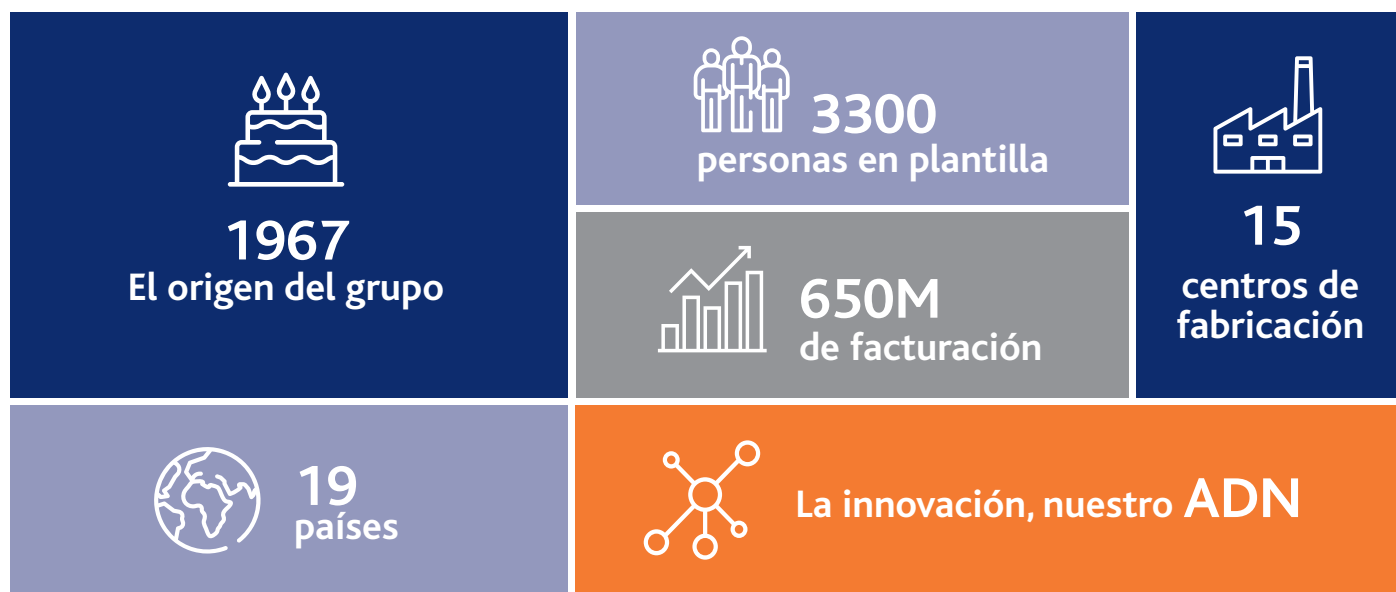 1967
El origen del grupo
3300
personas en plantilla
650M
de facturación
15
centros de
fabricación
19
países
La innovación, nuestro ADN